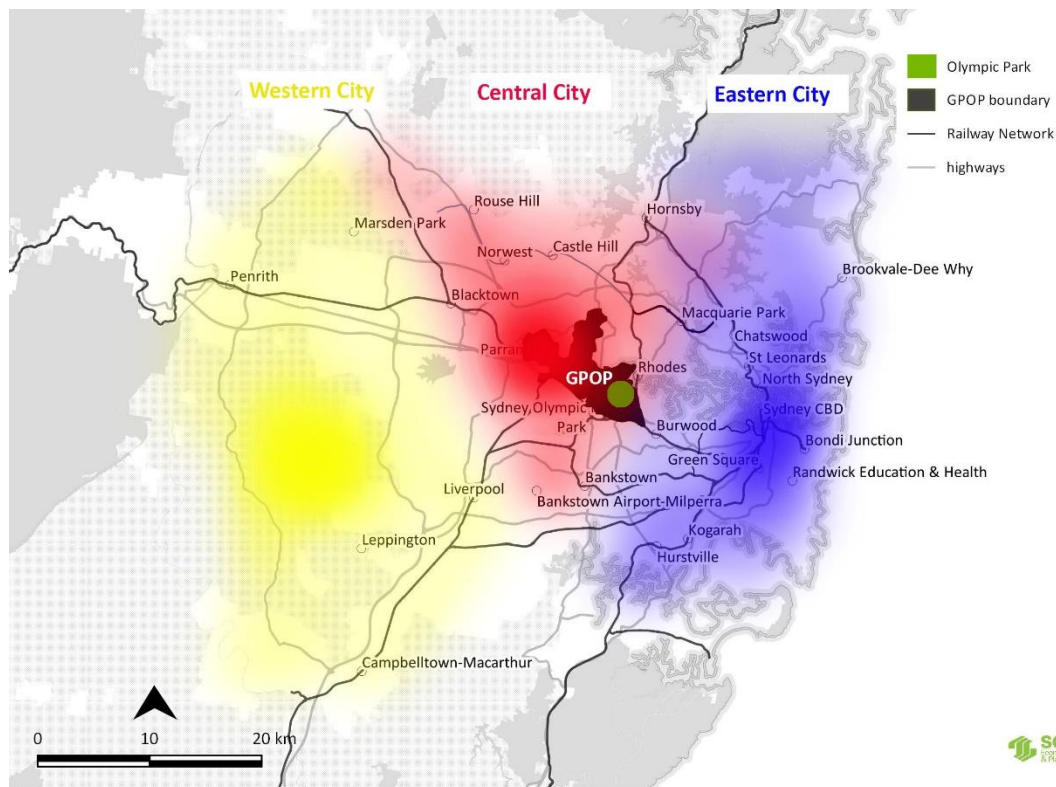 Western City
Central City
Eastern City
Olympic Park
GPOP boundary
Railway Network
highways
Rouse Hill
Hornsby
Marsden Park
Norwest
Castle Hill
Brookvale-Dee Why
Penrith
Blacktown
Macquarie Park
Chatswood
Parram
St Leonards
Rhodes
GPOP
North Sydney
Sydney Olympic
Park
Sydney CBD
Burwood
Bondi Junction
Green Square
Randwick Education & Health
Bankstown
Liverpool
Bankstown Airport-Milperra
Kogarah
Leppington
Hurstville
Campbelltown-Macarthur
0
10
20 km